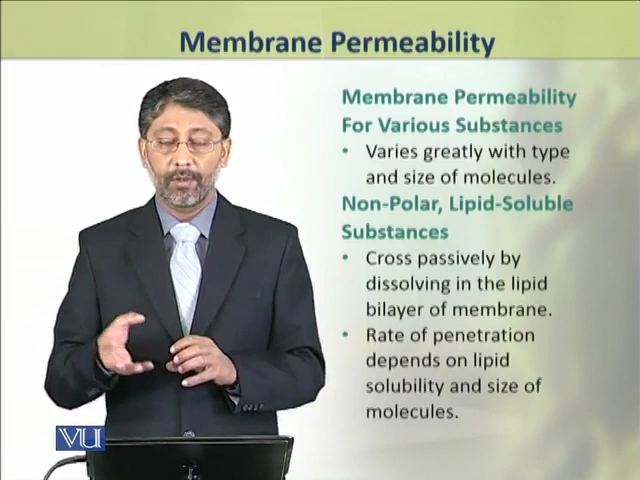 Membrane Permeability
Membrane Permeability
For Various Substances
• Varies greatly with type
and size of molecules.
Non-Polar, Lipid-Soluble
Substances
• Cross passively by
dissolving in the lipid
bilayer of membrane.
• Rate of penetration
depends on lipid
solubility and size of
molecules.
VU